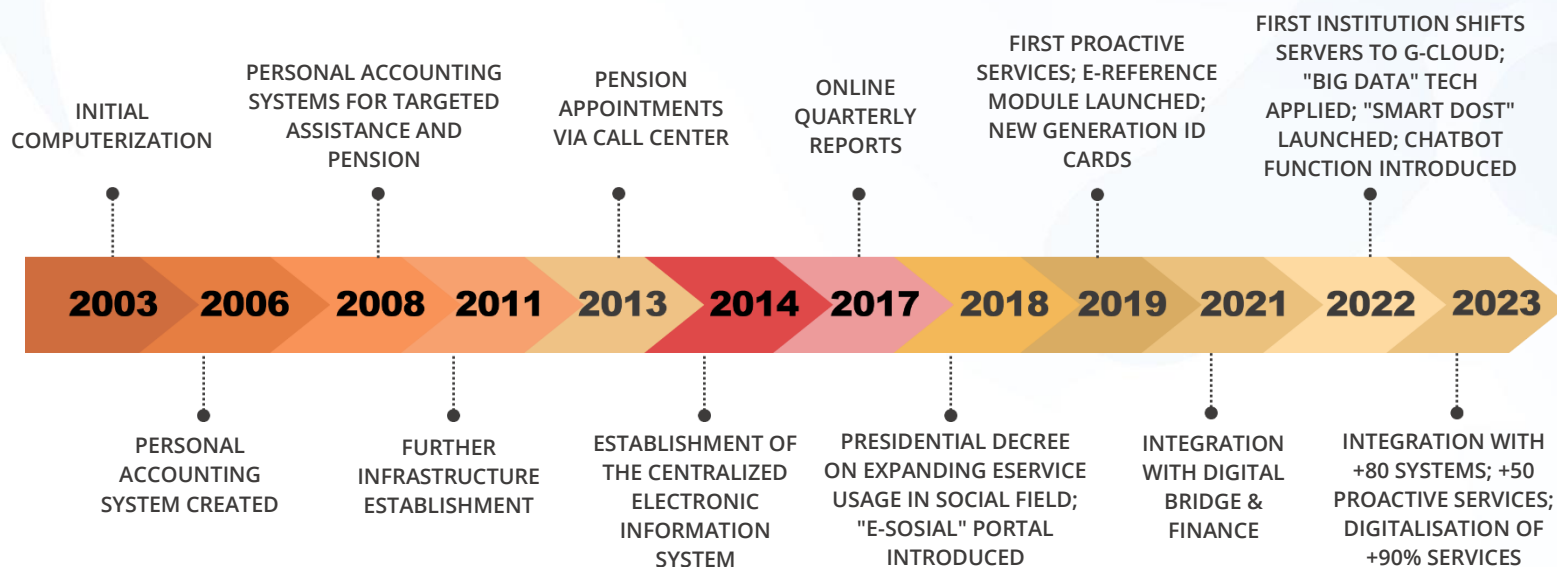 INITIAL
COMPUTERIZATION
PERSONAL ACCOUNTING
SYSTEMS FOR TARGETED
ASSISTANCE AND
PENSION
PENSION
APPOINTMENTS
VIA CALL CENTER
ONLINE
QUARTERLY
REPORTS
FIRST PROACTIVE
SERVICES; E-REFERENCE
MODULE LAUNCHED;
NEW GENERATION ID
CARDS
FIRST INSTITUTION SHIFTS
SERVERS TO G-CLOUD;
"BIG DATA" TECH
APPLIED; "SMART DOST"
LAUNCHED; CHATBOT
FUNCTION INTRODUCED
2003
2006
2008
2011
2013
2014
2017
2018
2019
2021
2022
2023
PERSONAL
ACCOUNTING
SYSTEM CREATED
FURTHER
INFRASTRUCTURE
ESTABLISHMENT
ESTABLISHMENT OF
THE CENTRALIZED
ELECTRONIC
INFORMATION
SYSTEM
PRESIDENTIAL DECREE
ON EXPANDING ESERVICE
USAGE IN SOCIAL FIELD;
"E-SOSIAL" PORTAL
INTRODUCED
INTEGRATION
WITH DIGITAL
BRIDGE &
FINANCE
INTEGRATION WITH
+80 SYSTEMS; +50
PROACTIVE SERVICES;
DIGITALISATION OF
+90% SERVICES